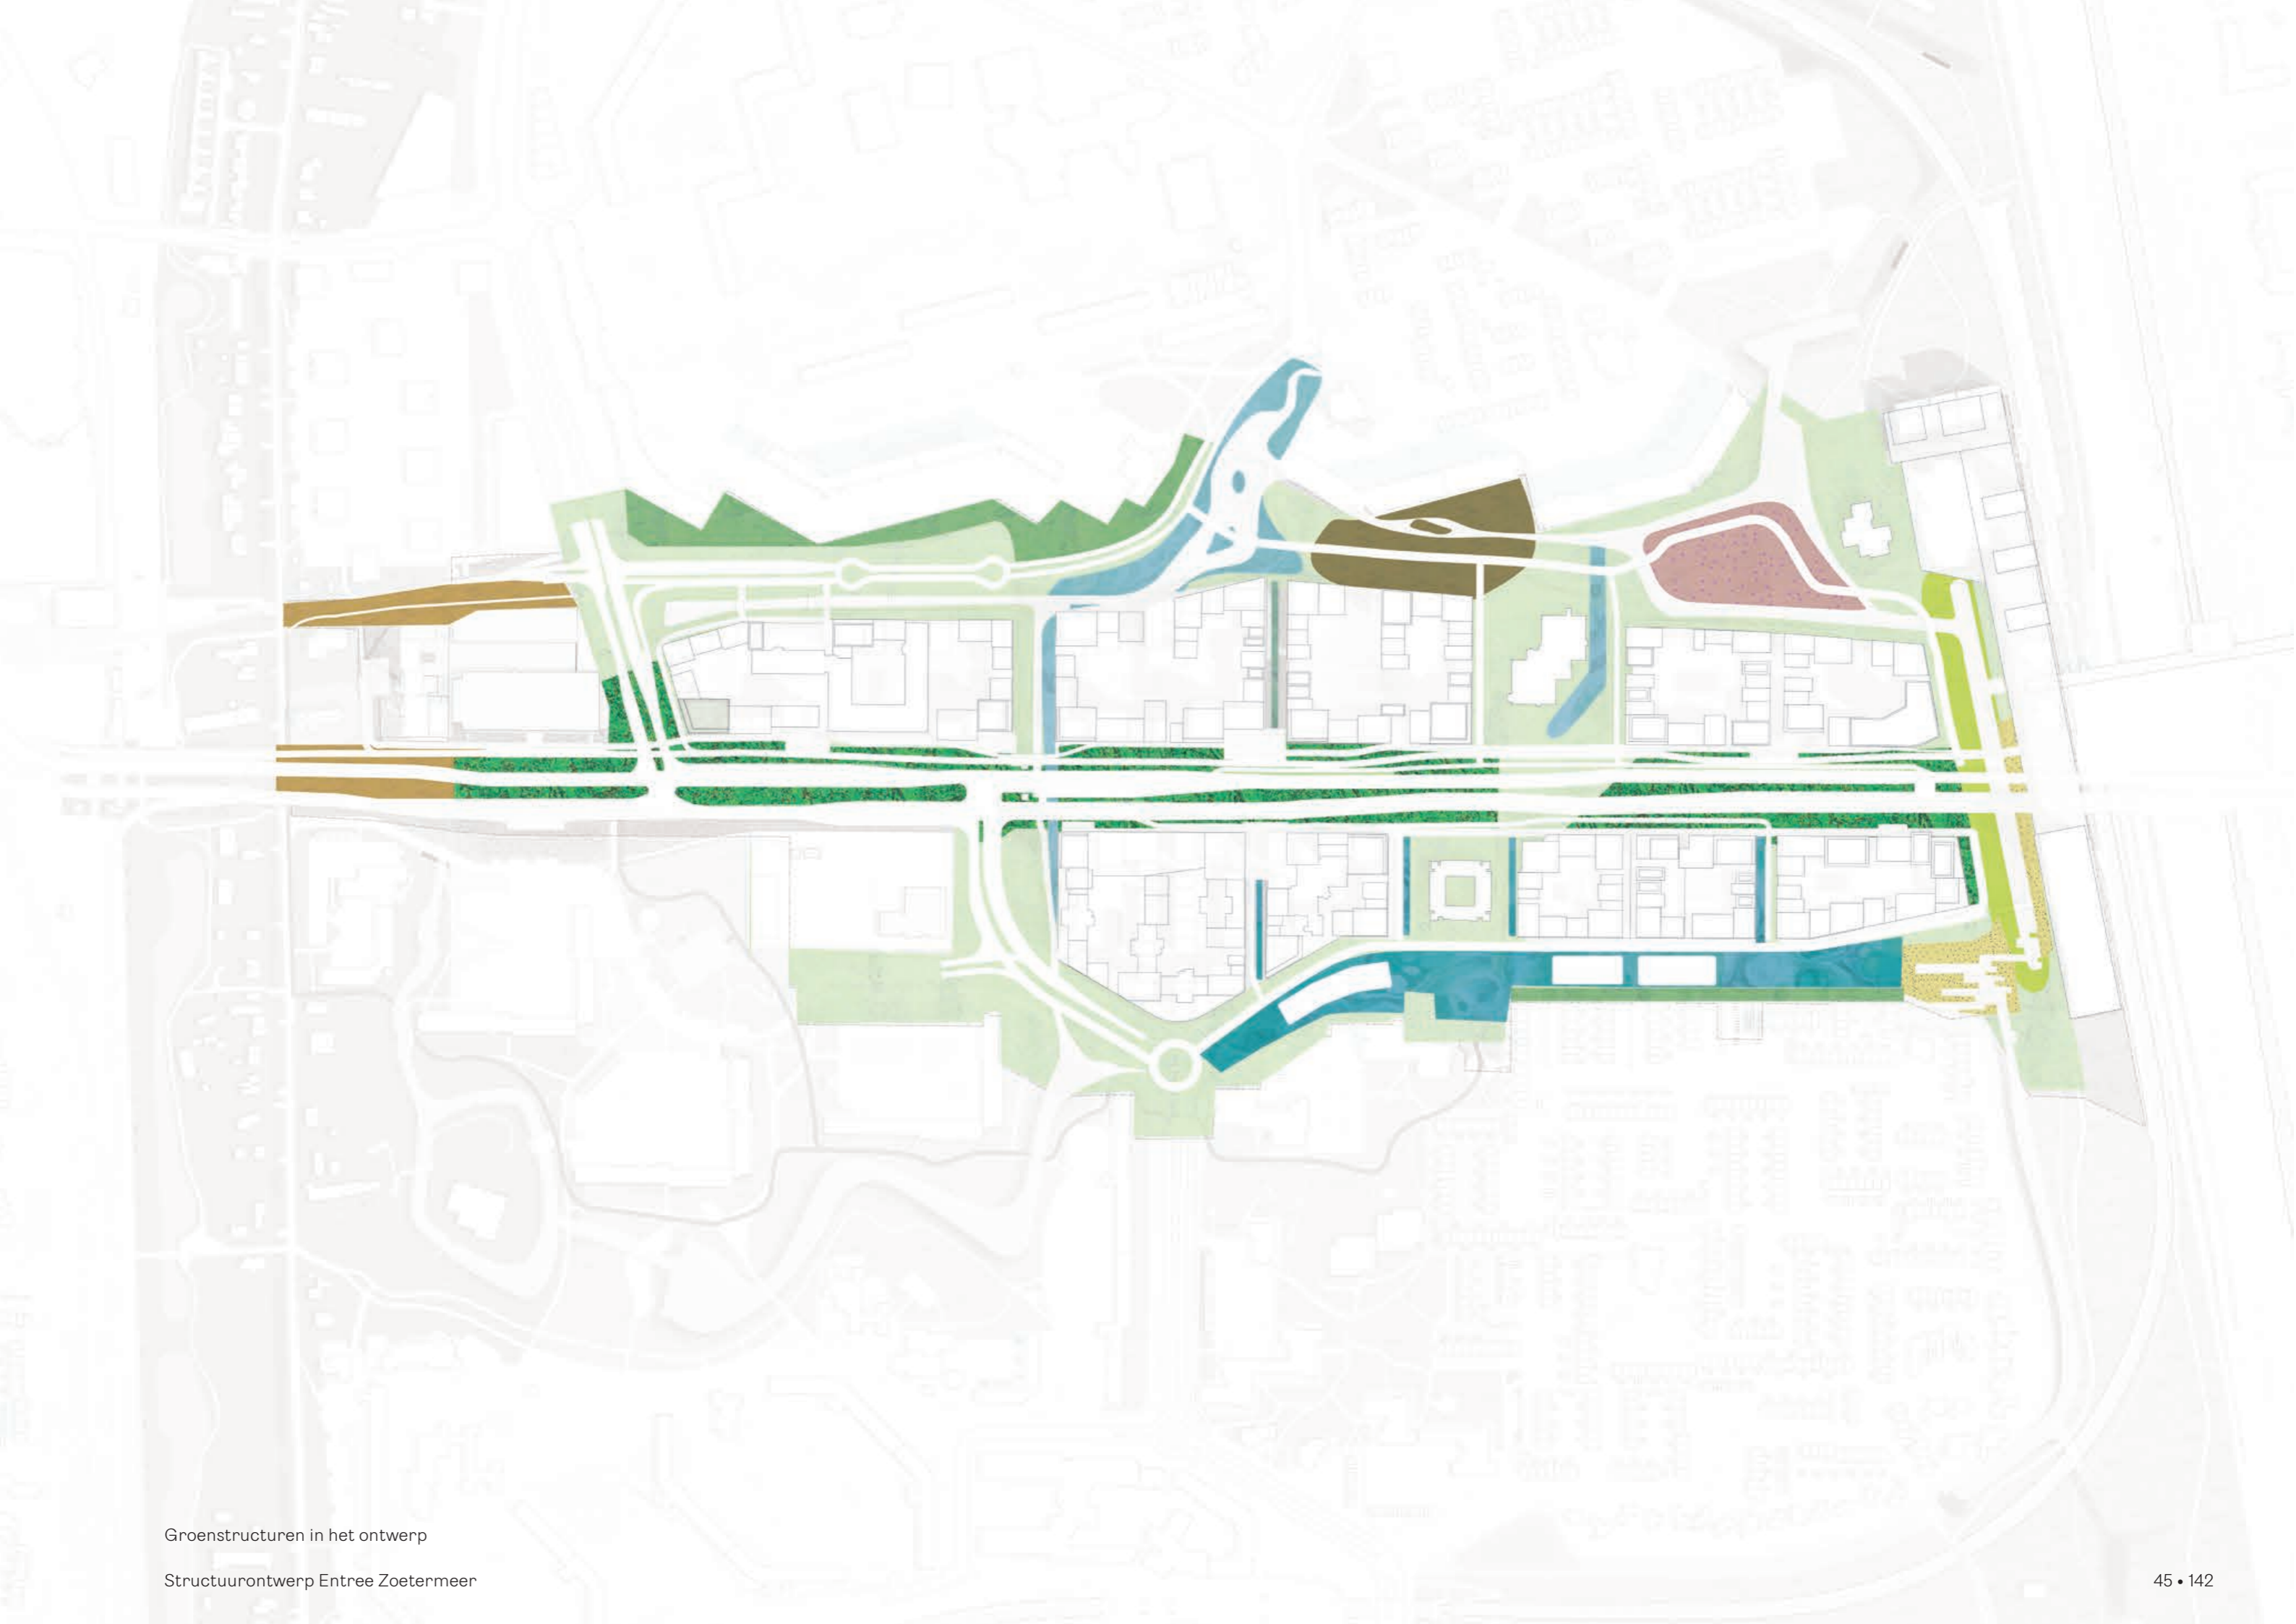 Groenstructuren in het ontwerp
Structuurontwerp Entree Zoetermeer
45 • 142